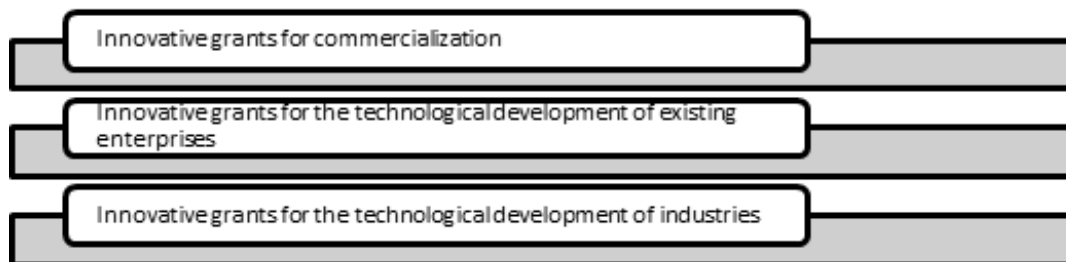 Innovative grants for commercialization
Innovative grants for the technological development of existing
enterprises
Innovative grants for the technological development of industries